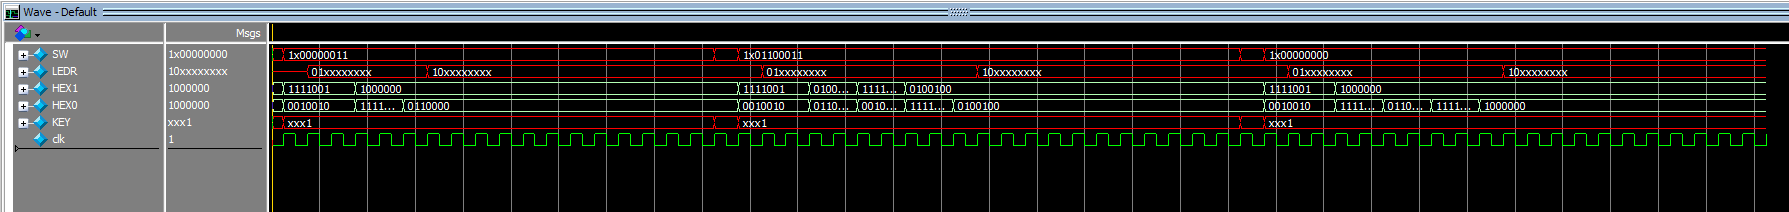 Wave - Default
Msgs
SW 1x00000000 1x00000011 1x01100011 1x00000000
LEDR 10xxxxxxxx 01xxxxxxxx 10xxxxxxxx 01xxxxxxxx 10xxxxxxxx 01xxxxxxxx 10xxxxxxxx
HEX1 1000000 1111001 1000000 1111001 0100... 1111... 0100100 1111001 1000000
HEX0 1000000 0010010 1111... 0110000 0010010 0110... 0010... 1111... 0100100 0010010 1111... 0110... 1111... 1000000
KEY xxx1 xxx1 xxx1 xxx1
clk 1